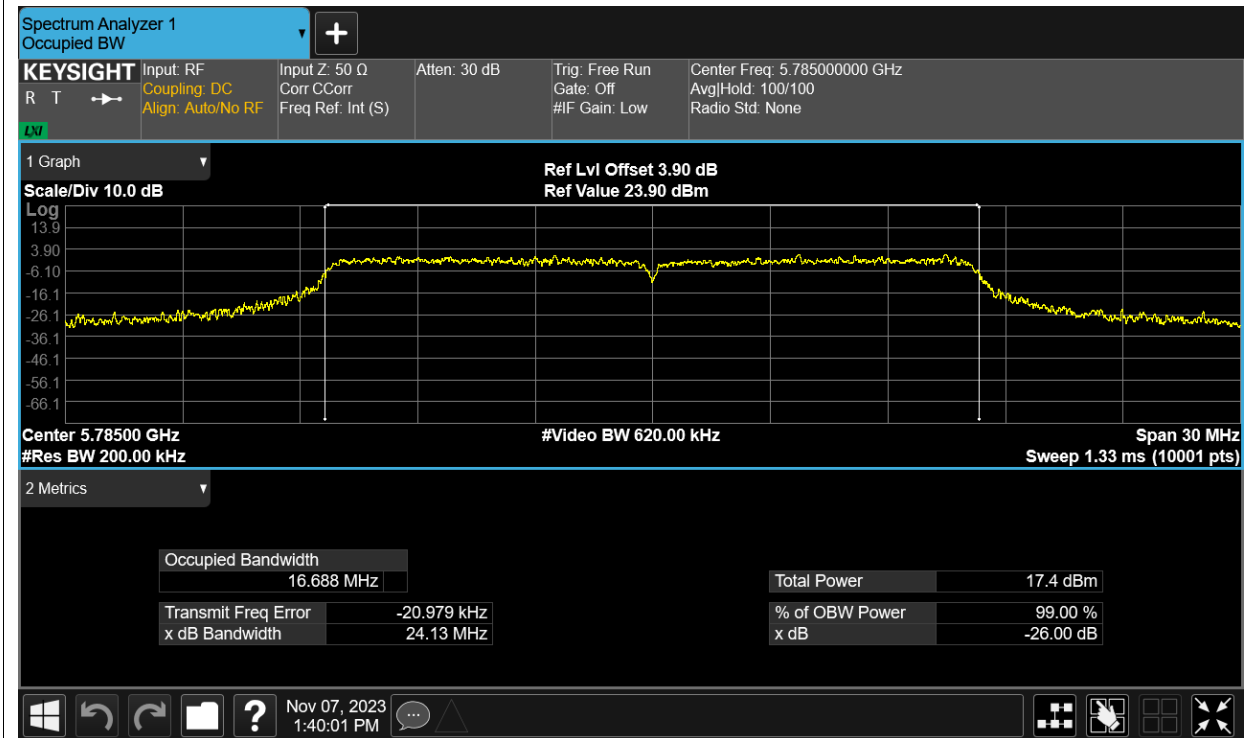 Spectrum Analyzer 1
Occupied BW
KEYSIGHT
R T
LXI
Input: RF
Coupling: DC
Align: Auto/No RF
Input Z: 50 Ω
Corr CCorr
Freq Ref: Int (S)
Atten: 30 dB
Trig: Free Run
Gate: Off
#IF Gain: Low
Center Freq: 5.785000000 GHz
Avg|Hold: 100/100
Radio Std: None
1 Graph
Scale/Div 10.0 dB
Ref Lvl Offset 3.90 dB
Ref Value 23.90 dBm
Log
13.9
3.90
-6.10
-16.1
-26.1
-36.1
-46.1
-56.1
-66.1
Center 5.78500 GHz
#Res BW 200.00 kHz
#Video BW 620.00 kHz
Span 30 MHz
Sweep 1.33 ms (10001 pts)
2 Metrics
Occupied Bandwidth
16.688 MHz
Transmit Freq Error -20.979 kHz
x dB Bandwidth 24.13 MHz
Total Power 17.4 dBm
% of OBW Power 99.00 %
x dB -26.00 dB
?
Nov 07, 2023
1:40:01 PM